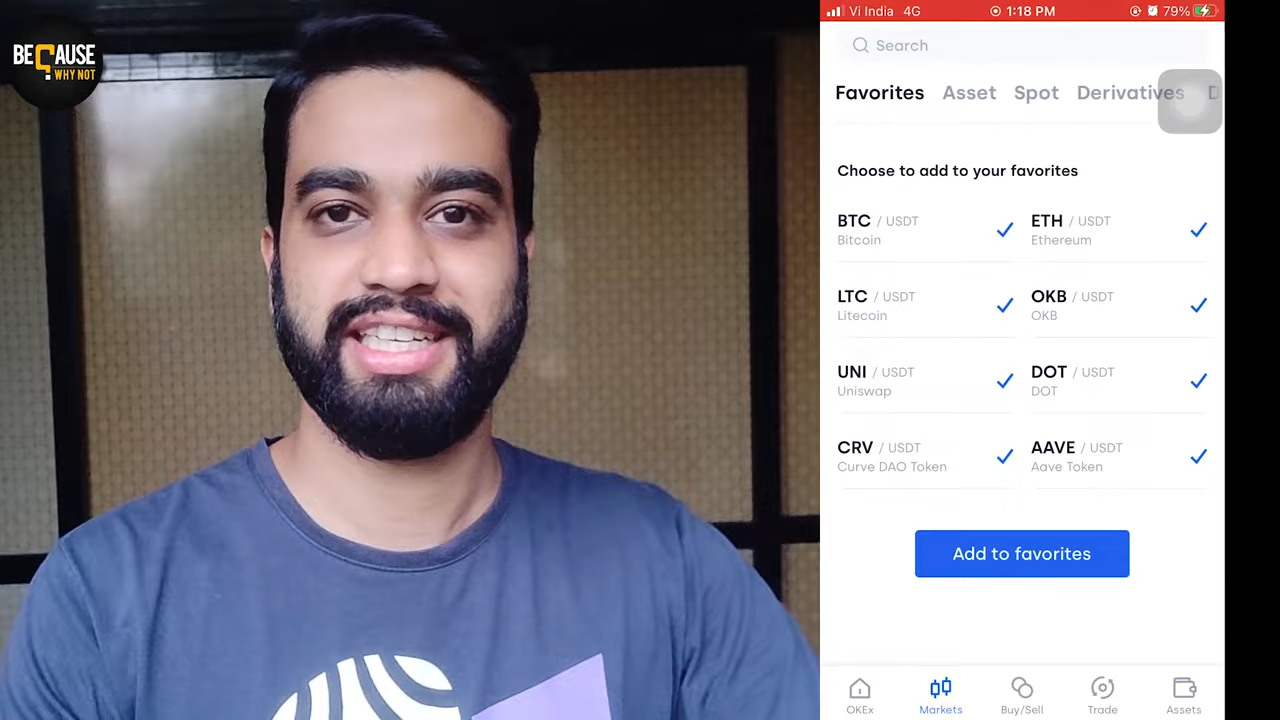 BECAUSE
WHY NOT
Vi India 4G 1:18 PM 79%
Search
Favorites Asset Spot Derivatives D
Choose to add to your favorites
BTC / USDT ETH / USDT
Bitcoin Ethereum
LTC / USDT OKB / USDT
Litecoin OKB
UNI / USDT DOT / USDT
Uniswap DOT
CRV / USDT AAVE / USDT
Curve DAO Token Aave Token
Add to favorites
OKEx Markets Buy/Sell Trade Assets